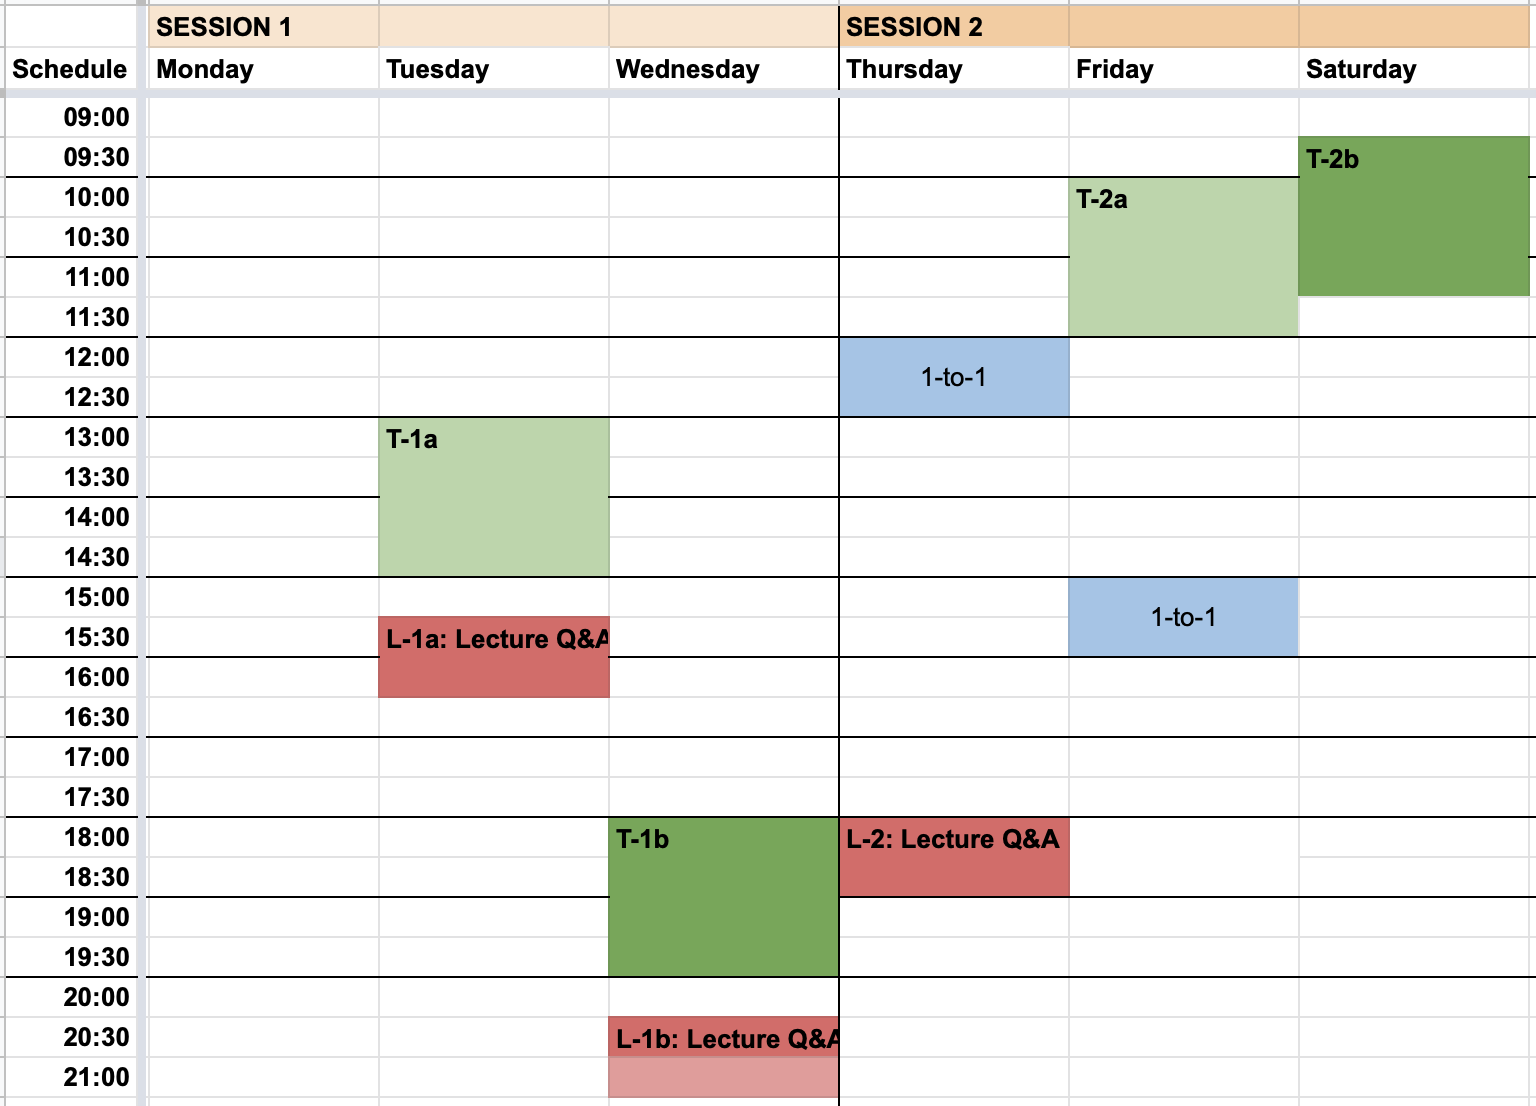 SESSION 1 SESSION 2
Schedule Monday Tuesday Wednesday Thursday Friday Saturday
09:00
09:30 T-2b
10:00 T-2a
10:30
11:00
11:30
12:00
1-to-1
12:30
13:00 T-1a
13:30
14:00
14:30
15:00
1-to-1
15:30 L-1a: Lecture Q&A
16:00
16:30
17:00
17:30
18:00 T-1b L-2: Lecture Q&A
18:30
19:00
19:30
20:00
20:30 L-1b: Lecture Q&A
21:00